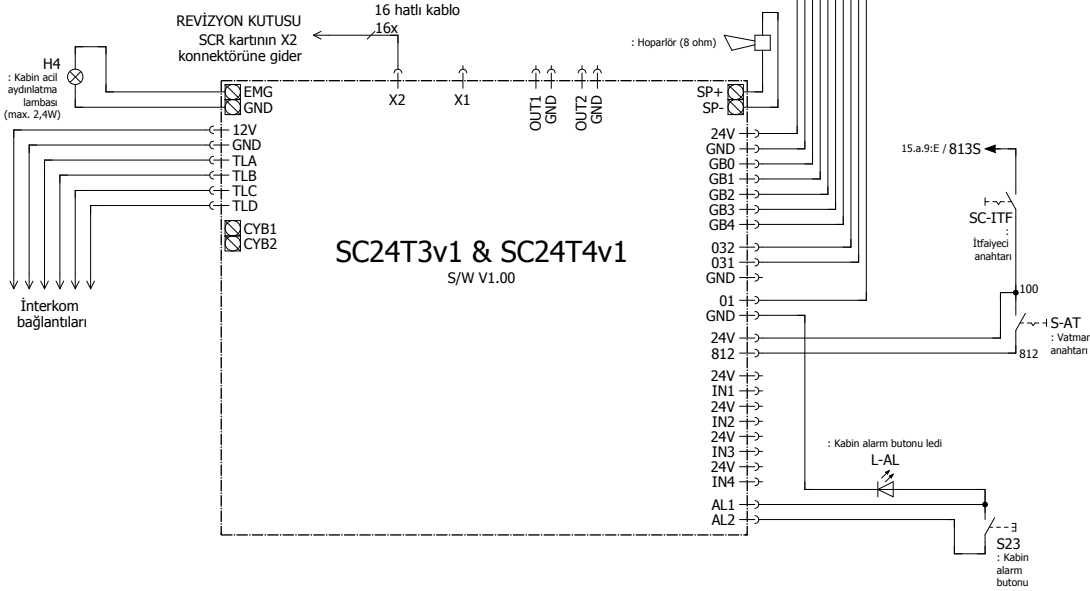 16 hatlı kablo
16x
REVİZYON KUTUSU
SCR kartının X2
konnektörüne gider
: Hoparlör (8 ohm)
H4
: Kabin acil
aydınlatma
lambası
(max. 2,4W)
EMG
GND
12V
GND
TLA
TLB
TLC
TLD
CYB1
CYB2
X2
X1
OUT1
GND
OUT2
GND
SP+
SP-
24V
GND
GB0
GB1
GB2
GB3
GB4
032
031
GND
01
GND
24V
812
24V
IN1
24V
IN2
24V
IN3
24V
IN4
AL1
AL2
SC24T3v1 & SC24T4v1
S/W V1.00
İnterkom
bağlantıları
15.a.9:E / 813S
SC-ITF
:
İtfaiyeci
anahtarı
100
S-AT
: Vatman
anahtarı
812
: Kabin alarm butonu ledi
L-AL
S23
: Kabin
alarm
butonu